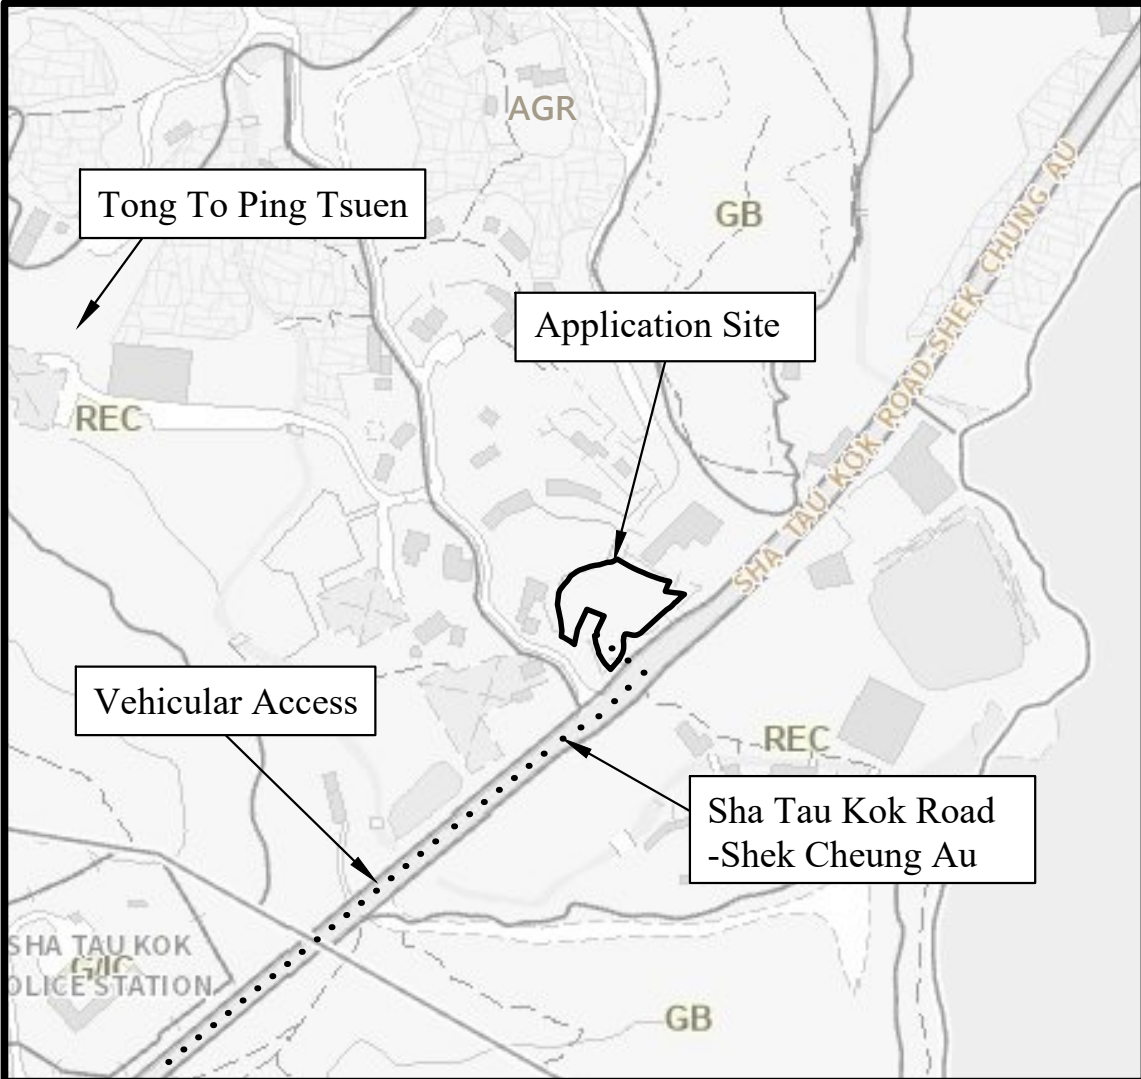 AGR
Tong To Ping Tsuen
GB
SHA TAU KOK ROAD-SHEK CHUNG AU
Application Site
REC
Vehicular Access
REC
Sha Tau Kok Road
-Shek Cheung Au
SHA TAU KOK
G/IC
OLICE STATION
GB